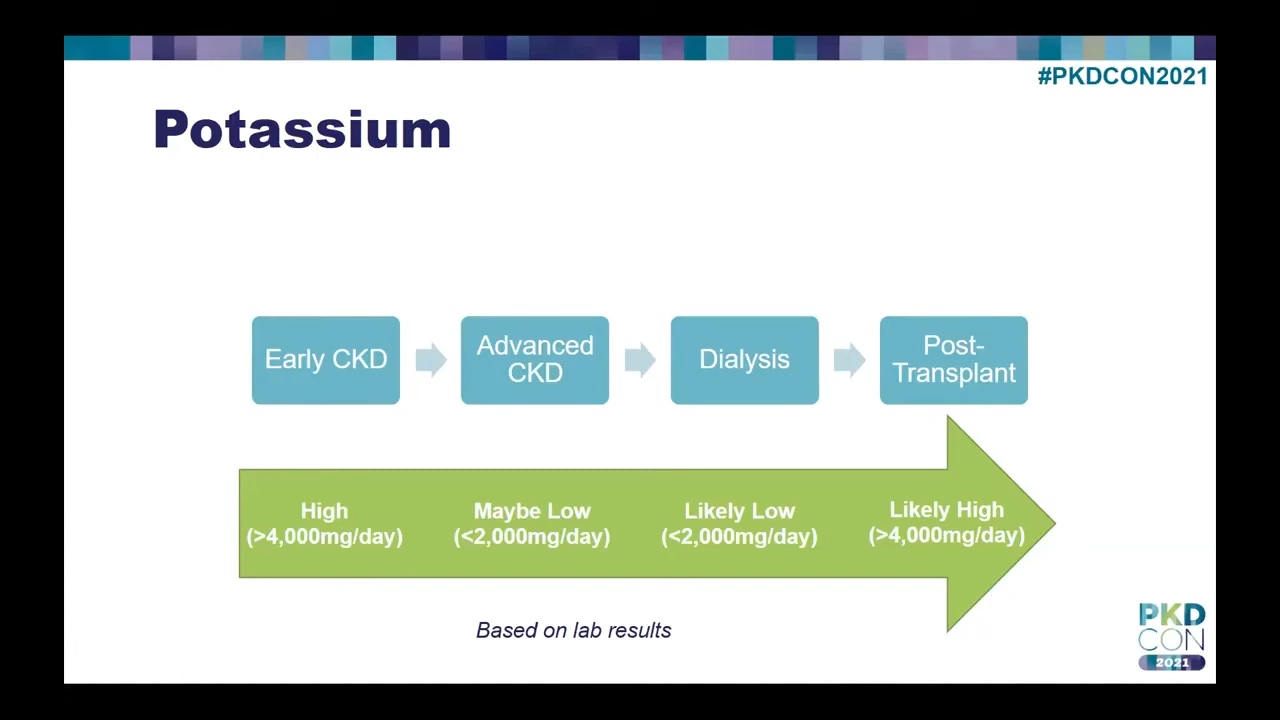 #PKDCON2021
Potassium
Early CKD
Advanced
CKD
Dialysis
Post-
Transplant
High
(>4,000mg/day)
Maybe Low
(<2,000mg/day)
Likely Low
(<2,000mg/day)
Likely High
(>4,000mg/day)
Based on lab results
PKD
CON
2021